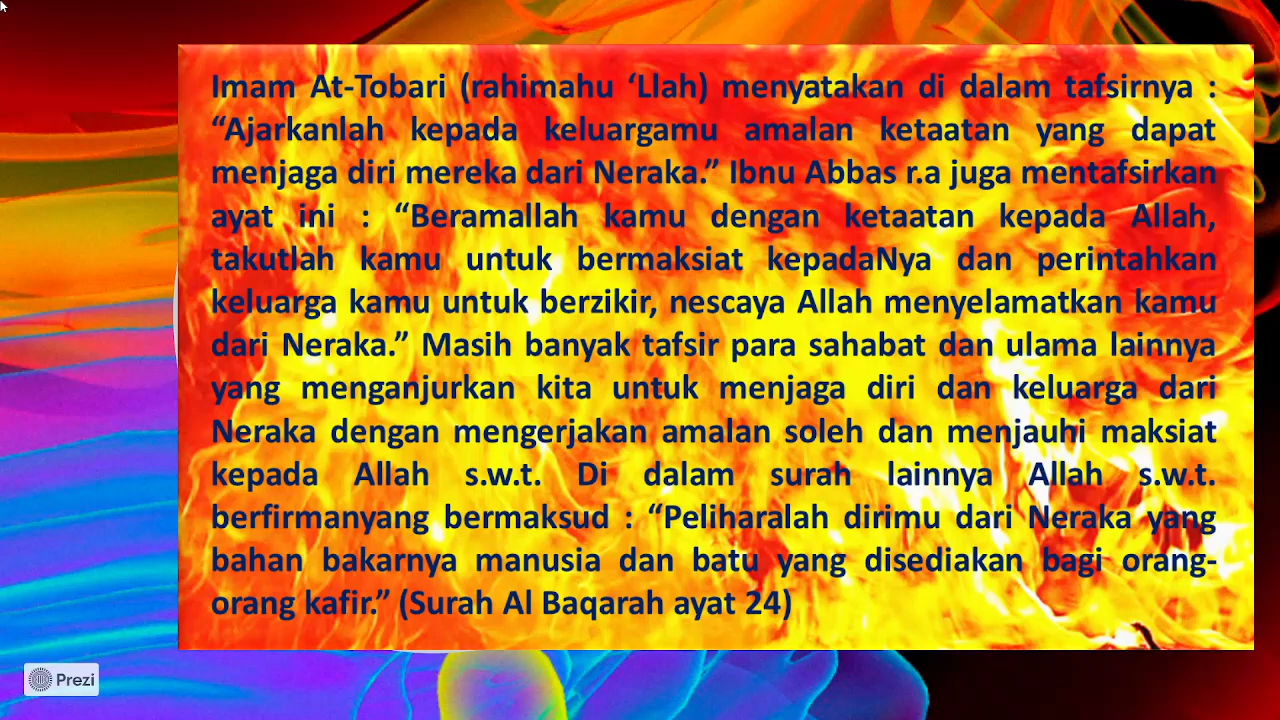 Imam At-Tobari (rahimahu ‘Llah) menyatakan di dalam tafsirnya :
“Ajarkanlah kepada keluargamu amalan ketaatan yang dapat
menjaga diri mereka dari Neraka.” Ibnu Abbas r.a juga mentafsirkan
ayat ini : “Beramallah kamu dengan ketaatan kepada Allah,
takutlah kamu untuk bermaksiat kepadaNya dan perintahkan
keluarga kamu untuk berzikir, nescaya Allah menyelamatkan kamu
dari Neraka.” Masih banyak tafsir para sahabat dan ulama lainnya
yang menganjurkan kita untuk menjaga diri dan keluarga dari
Neraka dengan mengerjakan amalan soleh dan menjauhi maksiat
kepada Allah s.w.t. Di dalam surah lainnya Allah s.w.t.
berfirmanyang bermaksud : “Peliharalah dirimu dari Neraka yang
bahan bakarnya manusia dan batu yang disediakan bagi orang-
orang kafir.” (Surah Al Baqarah ayat 24)
Prezi